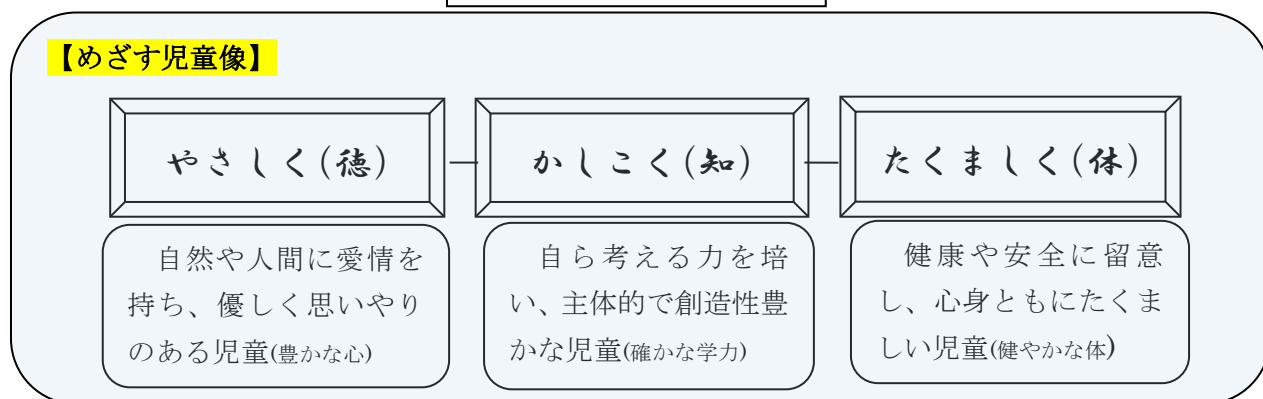 【めざす児童像】
やさしく(徳)
かしこく(知)
たくましく(体)
自然や人間に愛情を
持ち、優しく思いやり
のある児童(豊かな心)
自ら考える力を培
い、主体的で創造性豊
かな児童(確かな学力)
健康や安全に留意
し、心身ともにたくま
しい児童(健やかな体)